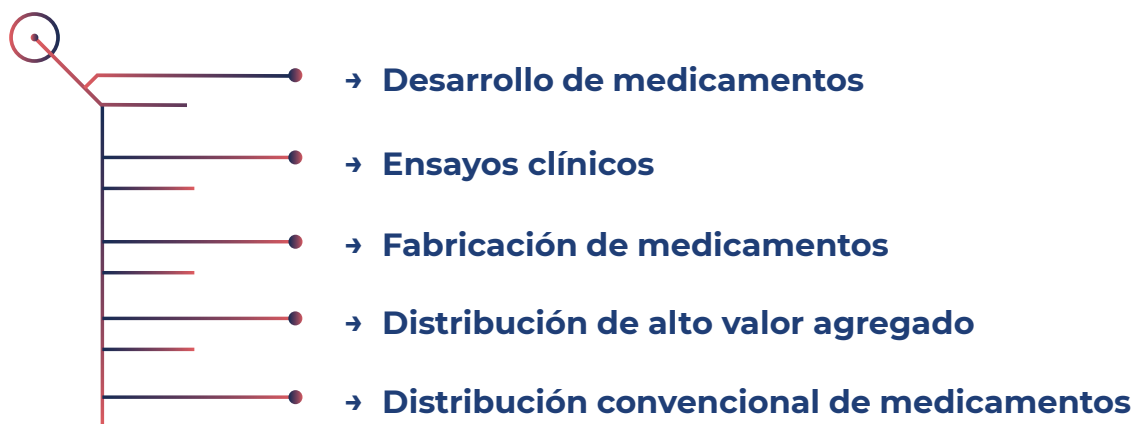 → Desarrollo de medicamentos
→ Ensayos clínicos
→ Fabricación de medicamentos
→ Distribución de alto valor agregado
→ Distribución convencional de medicamentos